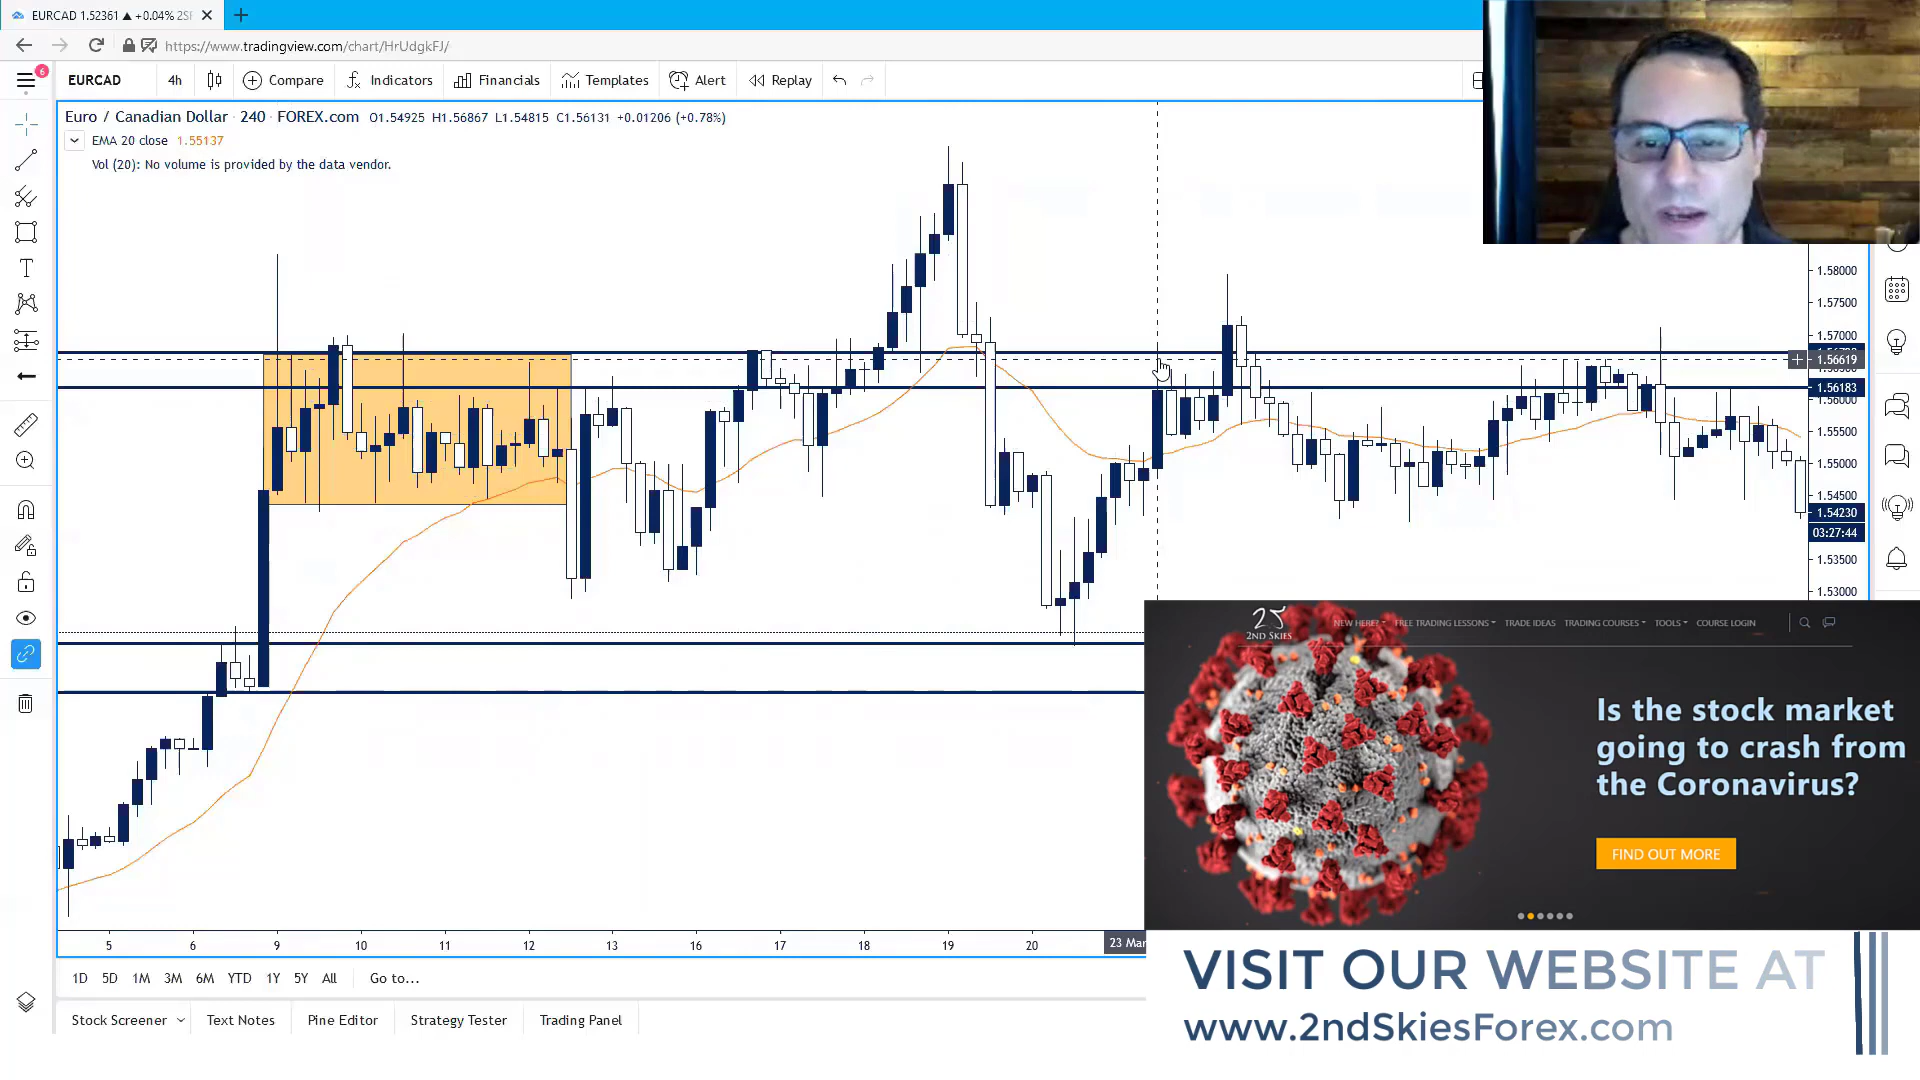 EURCAD 1.52361 ▲ +0.04%
https://www.tradingview.com/chart/HrUdgkFJ/
6
EURCAD
4h
Compare
Indicators
Financials
Templates
Alert
Replay
Euro / Canadian Dollar · 240 · FOREX.com O1.54925 H1.56867 L1.54815 C1.56131 +0.01206 (+0.78%)
EMA 20 close 1.55137
Vol (20): No volume is provided by the data vendor.
1.58000
1.57500
1.57000
1.56619
1.56183
1.56000
1.55500
1.55000
1.54500
1.54230
03:27:44
1.53500
1.53000
5 6 9 10 11 12 13 16 17 18 19 20 23 Mar
1D 5D 1M 3M 6M YTD 1Y 5Y All Go to...
Stock Screener Text Notes Pine Editor Strategy Tester Trading Panel
2ND SKIES
NEW HERE? FREE TRADING LESSONS TRADE IDEAS TRADING COURSES TOOLS COURSE LOGIN
Is the stock market
going to crash from
the Coronavirus?
FIND OUT MORE
VISIT OUR WEBSITE AT
www.2ndSkiesForex.com